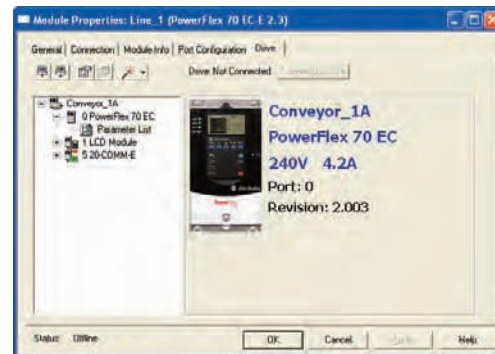 Module Properties: Line_1 (PowerFlex 70 EC-E 2.3)
General Connection Module Info Port Configuration Drive
Drive Not Connected
Conveyor_1A
0 PowerFlex 70 EC
Parameter List
1 LCD Module
5 20-COMM-E
Conveyor_1A
PowerFlex 70 EC
240V 4.2A
Port: 0
Revision: 2.003
Status: Offline
OK Cancel Help